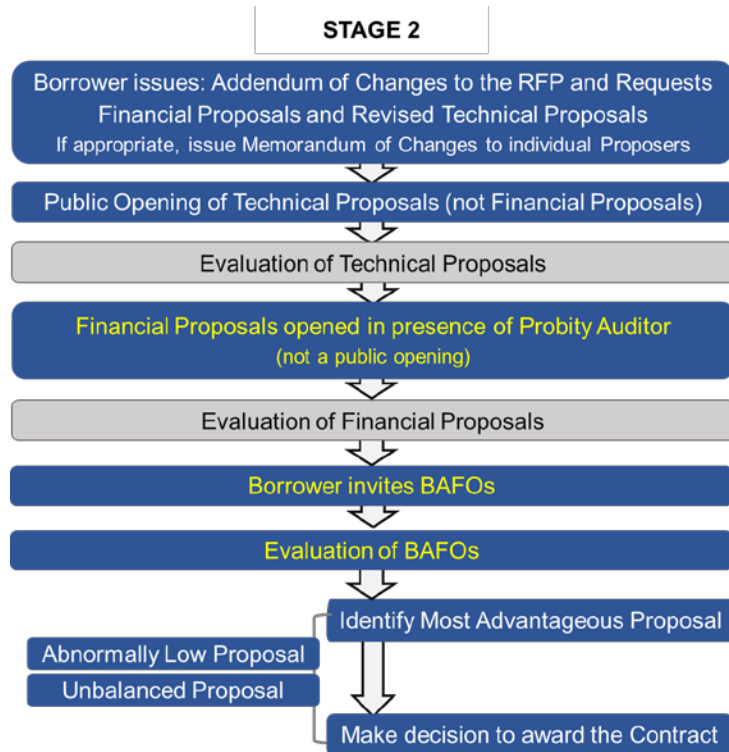 STAGE 2
Borrower issues: Addendum of Changes to the RFP and Requests
Financial Proposals and Revised Technical Proposals
If appropriate, issue Memorandum of Changes to individual Proposers
Public Opening of Technical Proposals (not Financial Proposals)
Evaluation of Technical Proposals
Financial Proposals opened in presence of Probity Auditor
(not a public opening)
Evaluation of Financial Proposals
Borrower invites BAFOs
Evaluation of BAFOs
Identify Most Advantageous Proposal
Abnormally Low Proposal
Unbalanced Proposal
Make decision to award the Contract